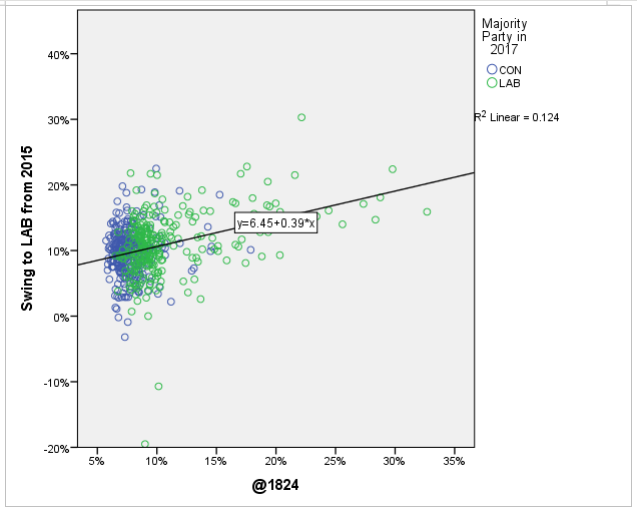 Majority
Party in
2017
CON
LAB
R2 Linear = 0.124
40%
30%
20%
10%
0%
-10%
-20%
Swing to LAB from 2015
y=6.45+0.39*x
5%
10%
15%
20%
25%
30%
35%
@1824